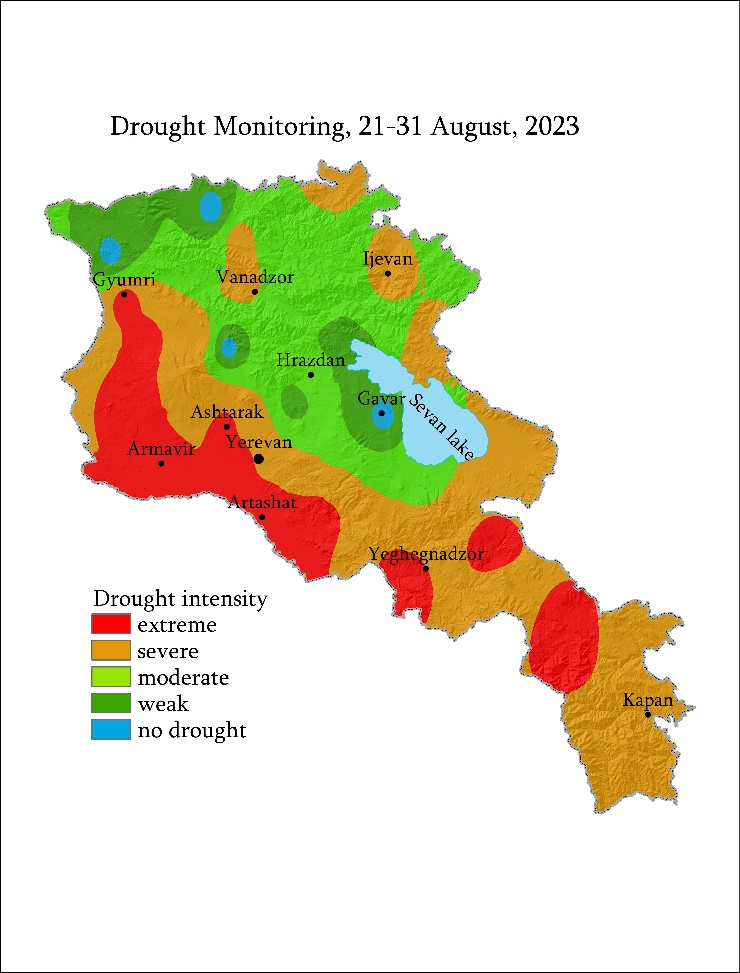 Drought Monitoring, 21-31 August, 2023
Ijevan
Gyumri
Vanadzor
Hrazdan
Gavar
Sevan lake
Ashtarak
Yerevan
Armavir
Artashat
Yeghegnadzor
Drought intensity
extreme
severe
moderate
weak
no drought
Kapan